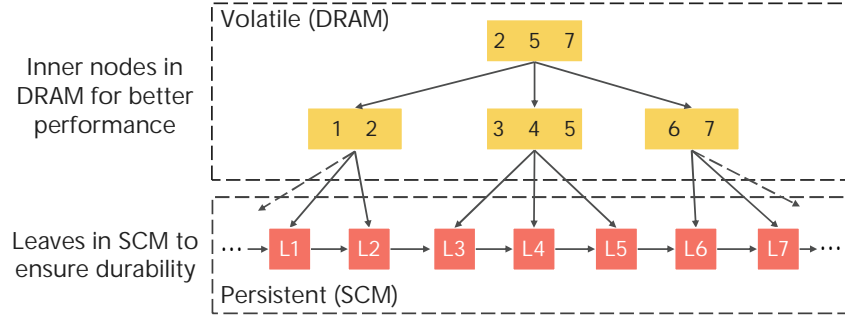 Volatile (DRAM)
2 5 7
Inner nodes in
DRAM for better
performance
1 2
3 4 5
6 7
Leaves in SCM to
ensure durability
... L1 L2 L3 L4 L5 L6 L7 ...
Persistent (SCM)